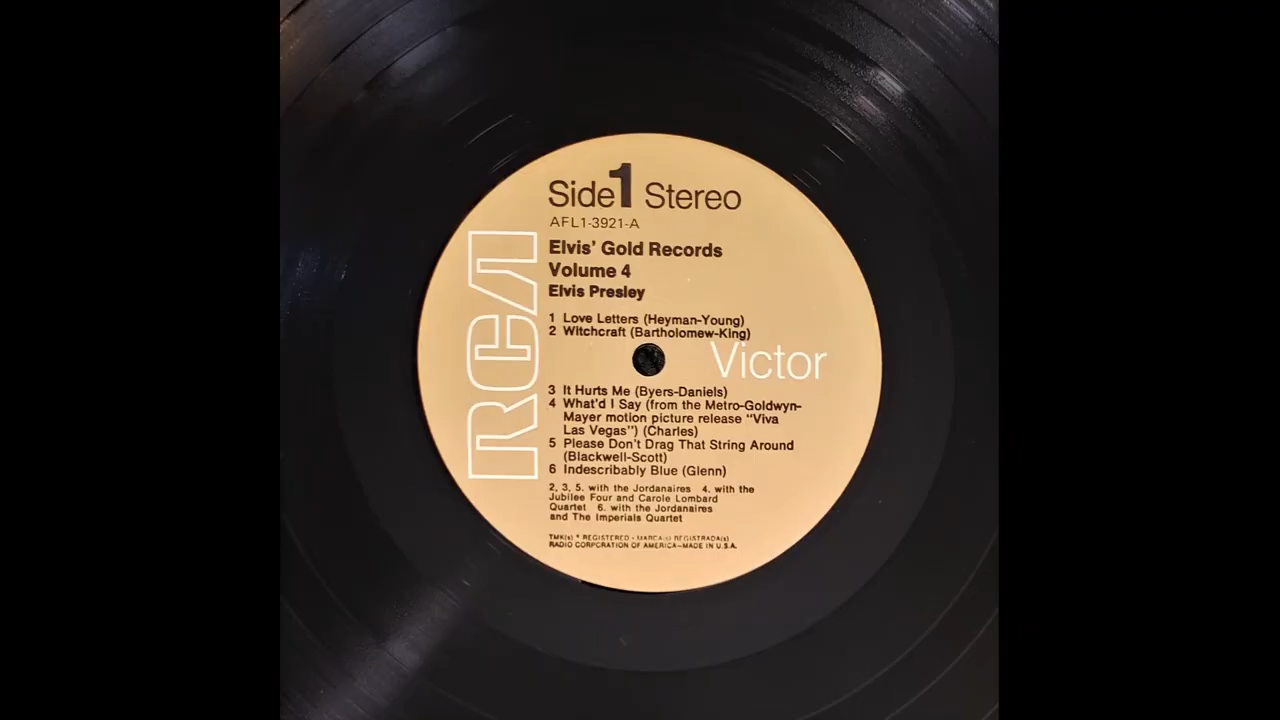 Side 1 Stereo
AFL1-3921-A
Elvis' Gold Records
Volume 4
Elvis Presley
1 Love Letters (Heyman-Young)
2 Witchcraft (Bartholomew-King)
RCA
Victor
3 It Hurts Me (Byers-Daniels)
4 What'd I Say (from the Metro-Goldwyn-
Mayer motion picture release "Viva
Las Vegas") (Charles)
5 Please Don't Drag That String Around
(Blackwell-Scott)
6 Indescribably Blue (Glenn)
2, 3, 5. with the Jordanaires 4. with the
Jubilee Four and Carole Lombard
Quartet 6. with the Jordanaires
and The Imperials Quartet
TMK(s) ® REGISTERED • MARCA(s) REGISTRADA(s)
RADIO CORPORATION OF AMERICA—MADE IN U.S.A.